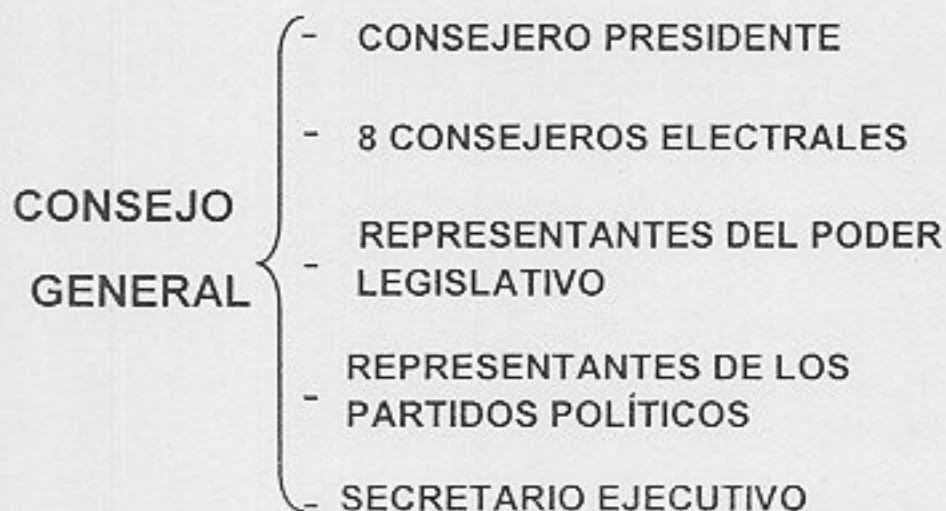 CONSEJO
GENERAL
- CONSEJERO PRESIDENTE
- 8 CONSEJEROS ELECTRALES
- REPRESENTANTES DEL PODER
LEGISLATIVO
- REPRESENTANTES DE LOS
PARTIDOS POLÍTICOS
- SECRETARIO EJECUTIVO